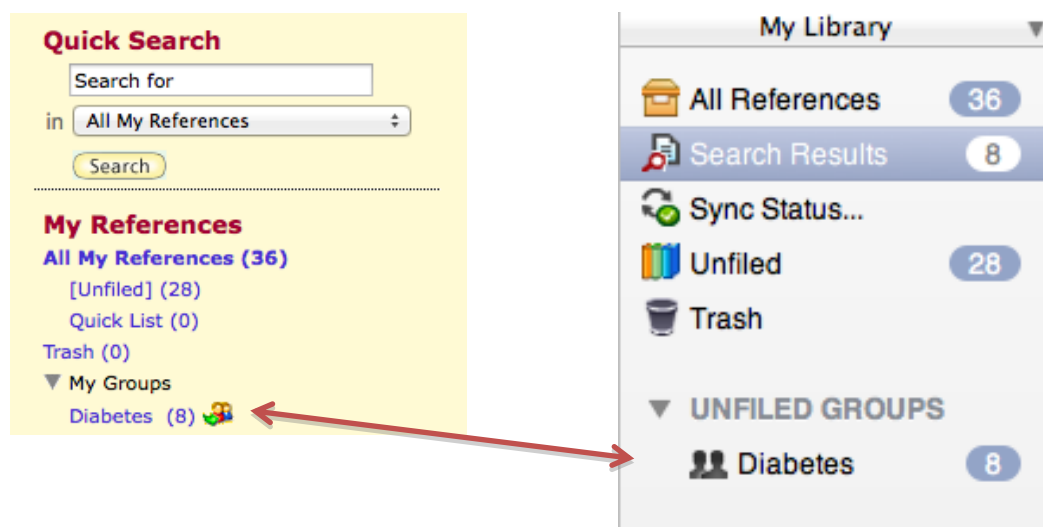 Quick Search
Search for
in All My References
Search
My References
All My References (36)
[Unfiled] (28)
Quick List (0)
Trash (0)
My Groups
Diabetes (8)
My Library
All References 36
Search Results 8
Sync Status...
Unfiled 28
Trash
UNFILED GROUPS
Diabetes 8